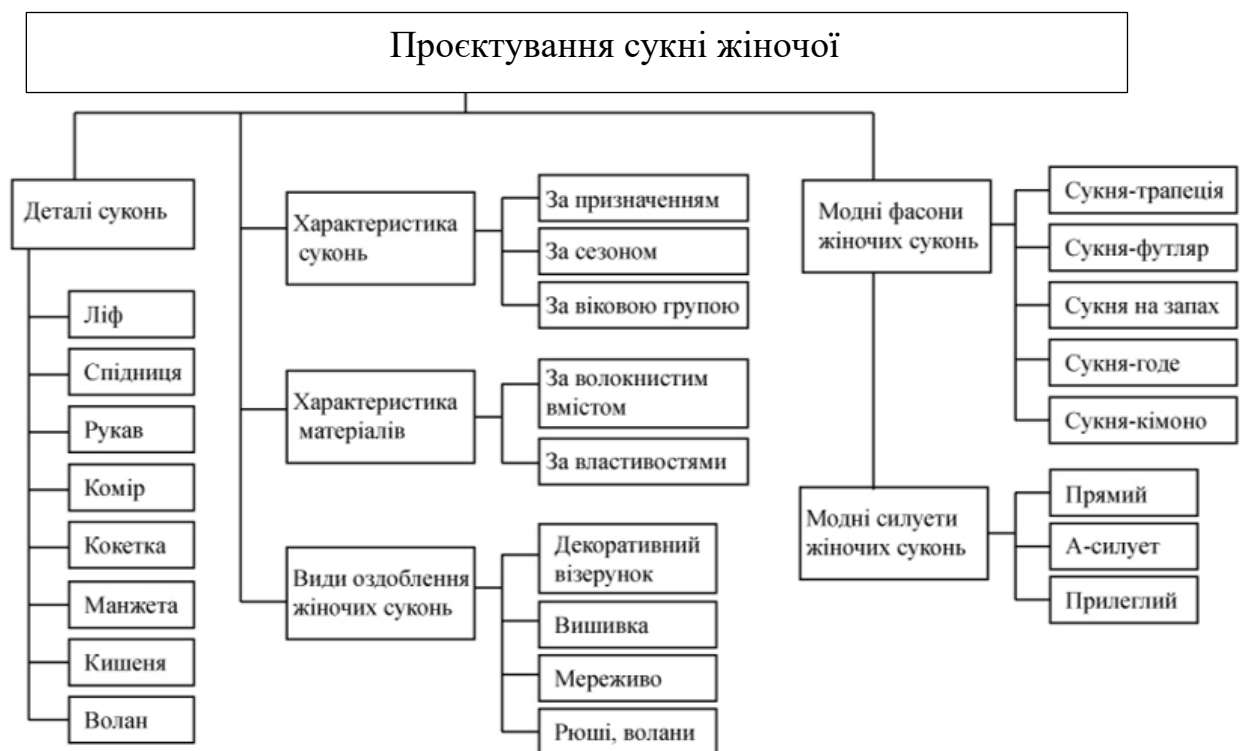 Проєктування сукні жіночої
Деталі суконь
Ліф
Спідниця
Рукав
Комір
Кокетка
Манжета
Кишеня
Волан
Характеристика
суконь
За призначенням
За сезоном
За віковою групою
Характеристика
матеріалів
За волокнистим
вмістом
За властивостями
Види оздоблення
жіночих суконь
Декоративний
візерунок
Вишивка
Мереживо
Рюші, волани
Модні фасони
жіночих суконь
Сукня-трапеція
Сукня-футляр
Сукня на запах
Сукня-годе
Сукня-кімоно
Модні силуети
жіночих суконь
Прямий
А-силует
Прилеглий